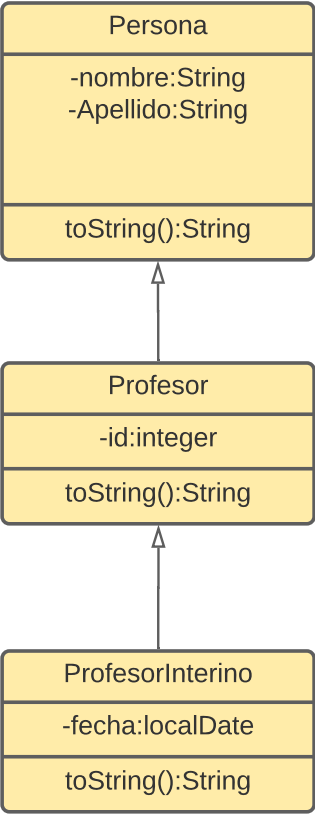 Persona
-nombre:String
-Apellido:String
toString():String
Profesor
-id:integer
toString():String
ProfesorInterino
-fecha:localDate
toString():String